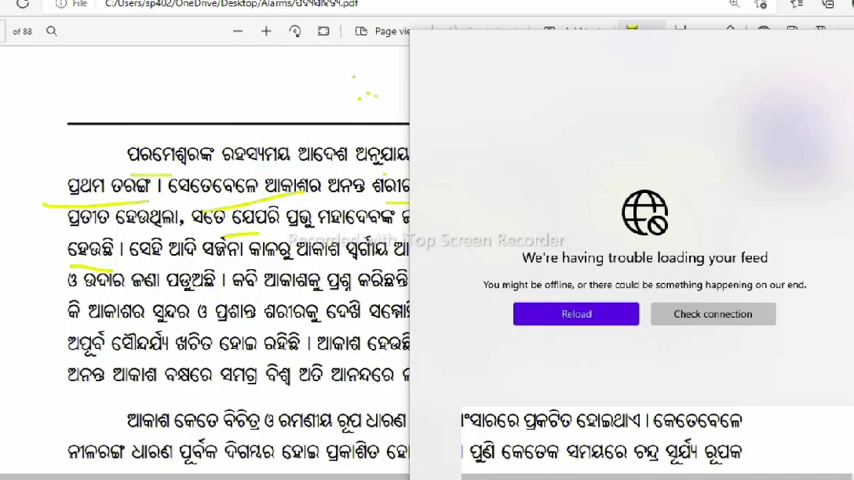 C:/Users/sp402/OneDrive/Desktop/Alarms/
of 88
Page
ପରମେଶ୍ୱରଙ୍କ ରହସ୍ୟମୟ ଆଦେଶ ଅନୁଯାୟ
ପ୍ରଥମ ତରଙ୍ଗ । ସେତେବେଳେ ଆକାଶର ଅନନ୍ତ ଶରୀର
ପ୍ରତୀତ ହେଉଥିଲା, ସତେ ଯେପରି ପ୍ରଭୁ ମହାଦେବଙ୍କ
ହେଉଛି । ସେହି ଆଦି ସର୍ଜନା କାଳରୁ ଆକାଶ ସ୍ୱର୍ଗୀୟ
ଓ ଉଦାର ଜଣା ପଡୁଅଛି । କବି ଆକାଶକୁ ପ୍ରଶ୍ନ କରିଛନ୍ତି
କି ଆକାଶର ସୁନ୍ଦର ଓ ପ୍ରଶାନ୍ତ ଶରୀରକୁ ଦେଖି
ଅପୂର୍ବ ସୌନ୍ଦର୍ଯ୍ୟ ଖଚିତ ହୋଇ ରହିଛି । ଆକାଶ ହେଉଛି
ଅନନ୍ତ ଆକାଶ ବକ୍ଷରେ ସମଗ୍ର ବିଶ୍ୱ ଅତି ଆନନ୍ଦରେ
ଆକାଶ କେତେ ବିଚିତ୍ର ଓ ରମଣୀୟ ରୂପ ଧାରଣ ଂସାରରେ ପ୍ରକଟିତ ହୋଇଥାଏ । କେତେବେଳେ
ନୀଳରଙ୍ଗ ଧାରଣ ପୂର୍ବକ ଦିଗମ୍ବର ହୋଇ ପ୍ରକାଶିତ ପୁଣି କେତେକ ସମୟରେ ଚନ୍ଦ୍ର ସୂର୍ଯ୍ୟ ରୂପକ
Recorded with iTop Screen Recorder
We're having trouble loading your feed
You might be offline, or there could be something happening on our end.
Reload
Check connection